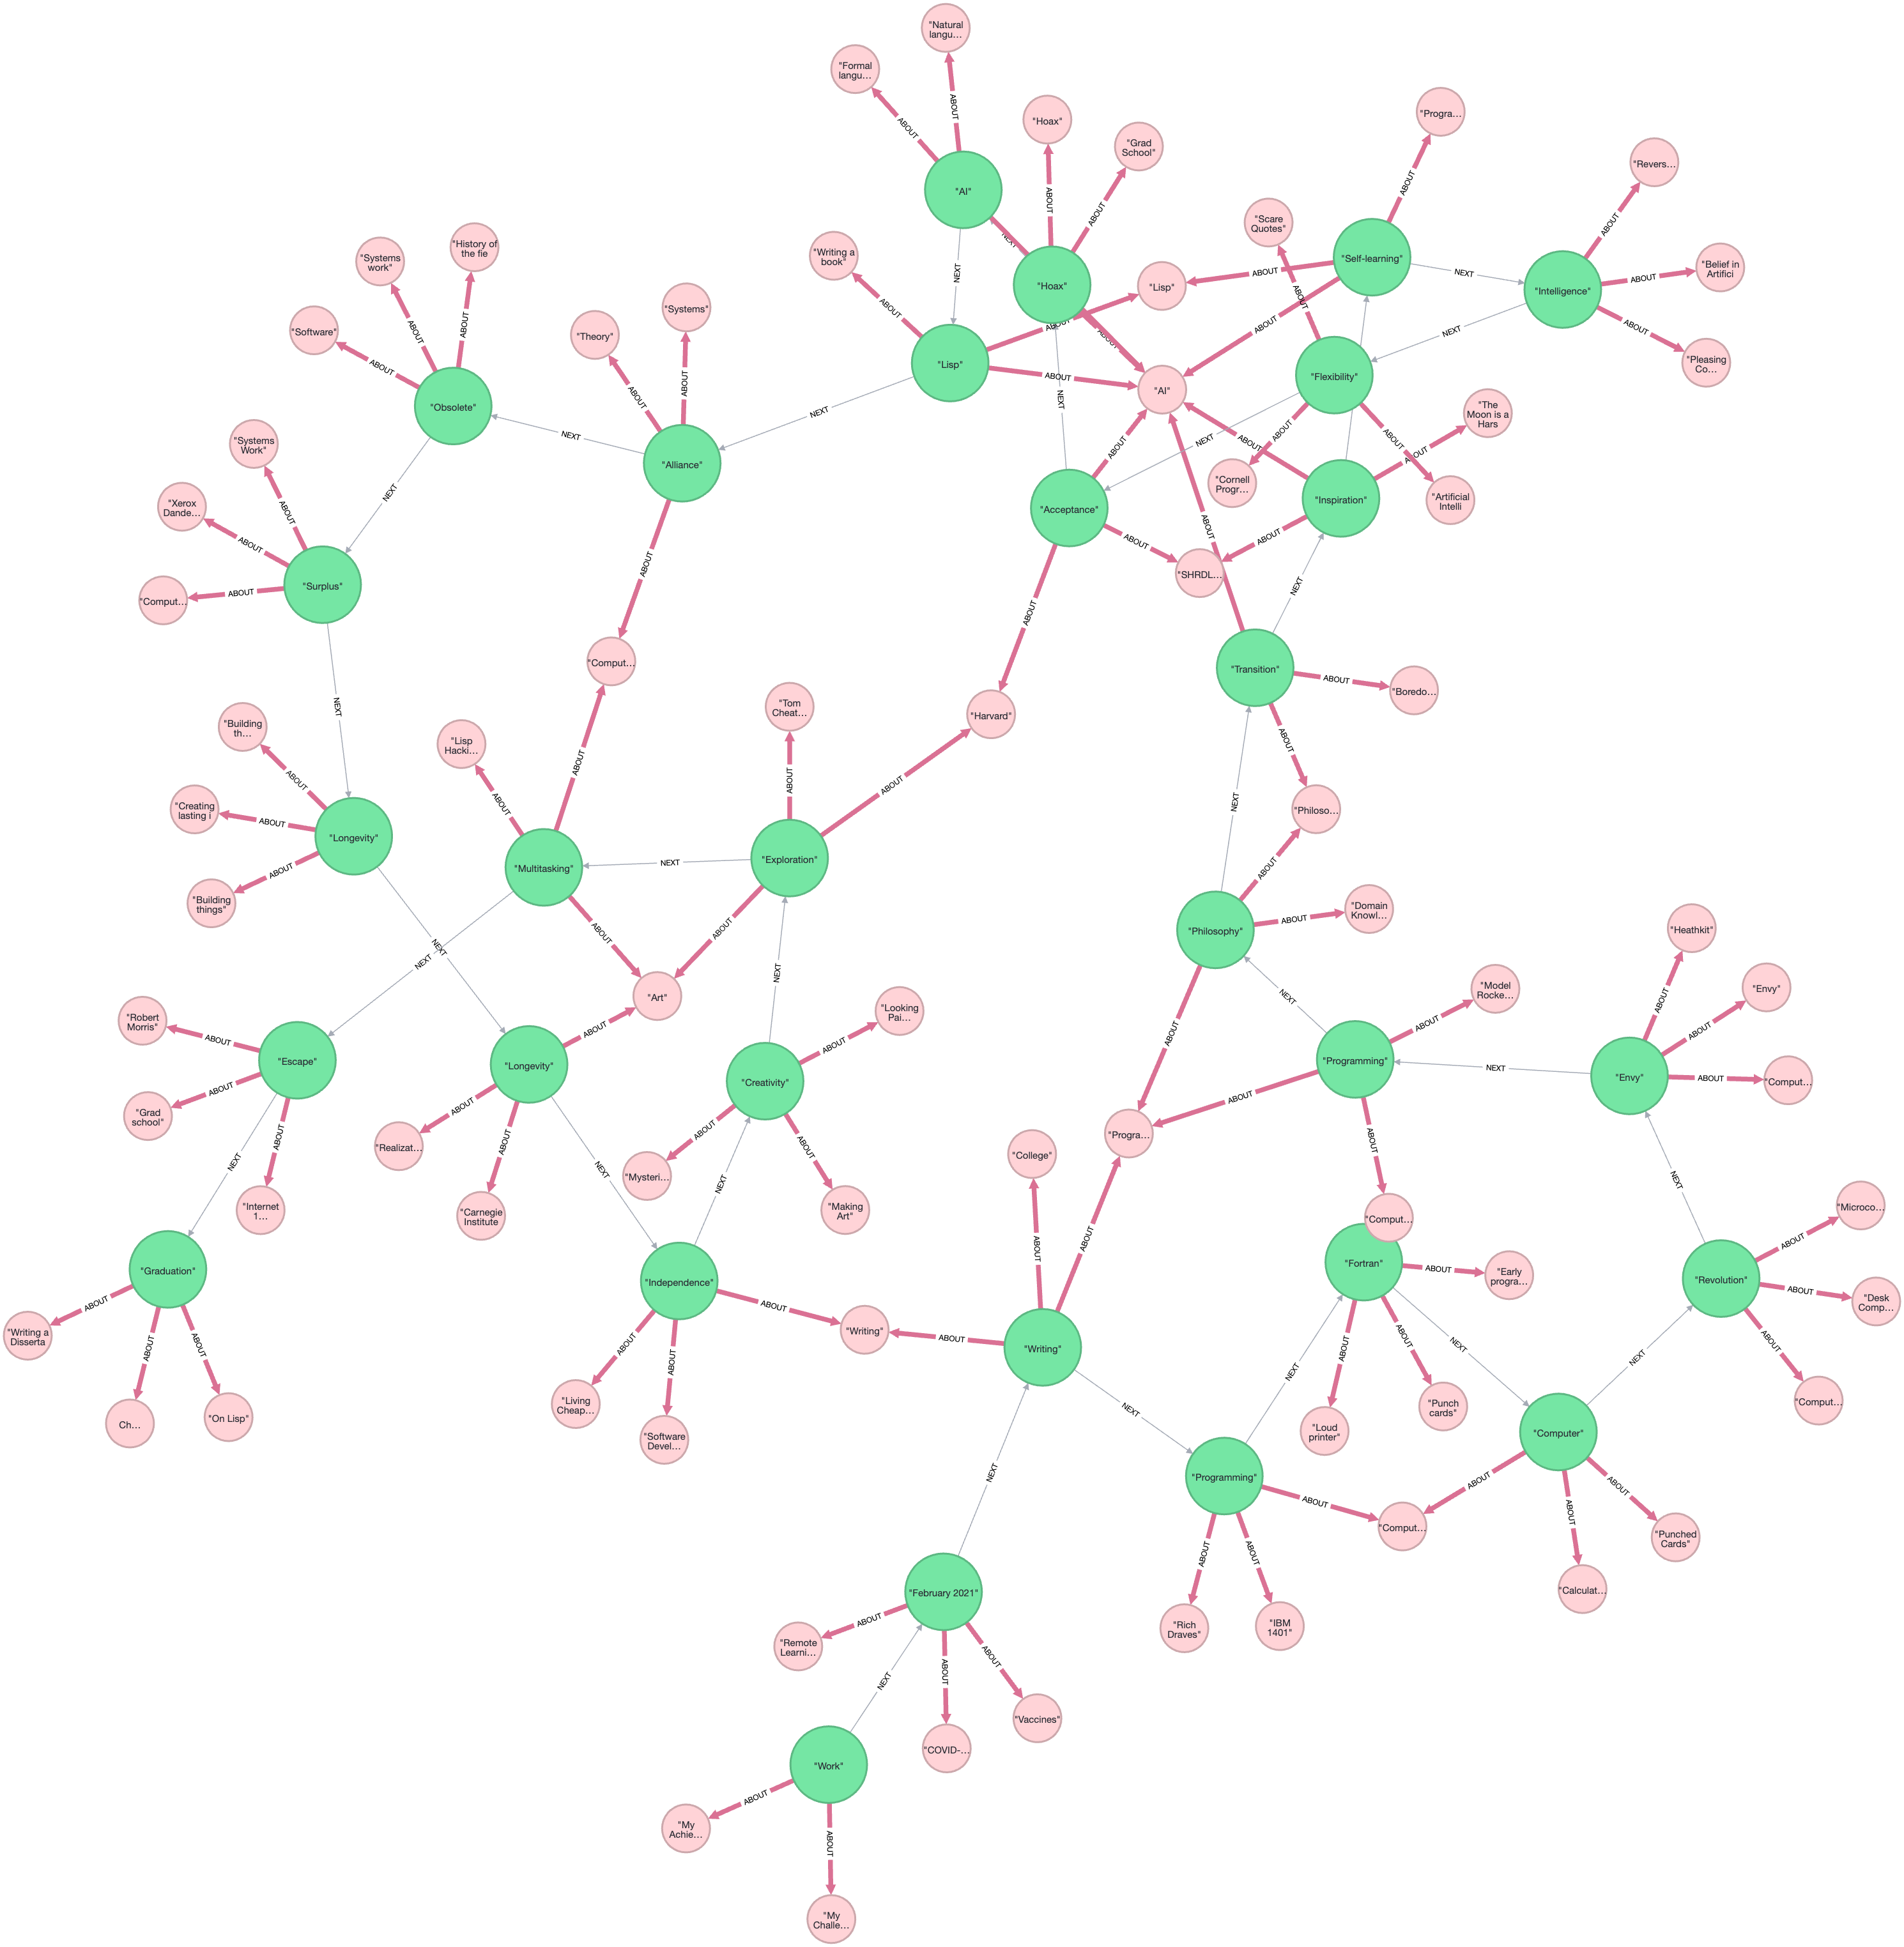 "Natural
langu…
"Formal
langu…
ABOUT
ABOUT
"Hoax"
"Grad
School"
"Progra…
"Revers…
"AI"
ABOUT
ABOUT
ABOUT
ABOUT
"Scare
Quotes"
"History of
the fie
"Systems
work"
"Writing a
book"
NEXT
"Self-learning"
"Belief in
Artifici
NEXT
"Hoax"
"Lisp"
ABOUT
NEXT
ABOUT
"Intelligence"
ABOUT
ABOUT
"Systems"
"Software"
"Theory"
ABOUT
ABOUT
ABOUT
ABOUT
ABOUT
ABOUT
ABOUT
ABOUT
NEXT
"Lisp"
ABOUT
"AI"
"Flexibility"
"Pleasing
Co…
ABOUT
ABOUT
ABOUT
NEXT
"Obsolete"
NEXT
NEXT
"The
Moon is a
Hars
NEXT
ABOUT
ABOUT
ABOUT
ABOUT
ABOUT
"Systems
Work"
"Alliance"
NEXT
"Cornell
Progr…
"Inspiration"
"Artificial
Intelli
"Xerox
Dande…
ABOUT
"Acceptance"
ABOUT
ABOUT
ABOUT
ABOUT
ABOUT
"Surplus"
"SHRDL…
NEXT
"Comput…
ABOUT
ABOUT
ABOUT
"Comput…
"Transition"
ABOUT
"Boredo…
NEXT
"Tom
Cheat…
"Harvard"
"Building
th…
"Lisp
Hacki…
ABOUT
ABOUT
ABOUT
ABOUT
ABOUT
ABOUT
NEXT
"Creating
lasting i
ABOUT
"Philoso…
"Longevity"
"Multitasking"
NEXT
"Exploration"
ABOUT
ABOUT
"Building
things"
ABOUT
"Domain
Knowl…
"Philosophy"
ABOUT
"Heathkit"
NEXT
NEXT
ABOUT
ABOUT
NEXT
NEXT
"Art"
ABOUT
"Model
Rocke…
"Envy"
"Robert
Morris"
ABOUT
"Looking
Pai…
ABOUT
ABOUT
ABOUT
"Escape"
"Longevity"
ABOUT
ABOUT
"Creativity"
"Programming"
NEXT
"Envy"
ABOUT
"Comput…
"Grad
school"
ABOUT
ABOUT
ABOUT
"Progra…
ABOUT
ABOUT
"Realizat…
ABOUT
ABOUT
ABOUT
"College"
NEXT
NEXT
NEXT
NEXT
"Mysteri…
"Internet
1…
"Carnegie
Institute
"Making
Art"
"Comput…
"Microco…
ABOUT
ABOUT
ABOUT
"Graduation"
"Independence"
"Fortran"
ABOUT
"Early
progra…
"Revolution"
ABOUT
"Desk
Comp…
ABOUT
ABOUT
ABOUT
ABOUT
"Writing"
ABOUT
"Writing"
NEXT
ABOUT
ABOUT
NEXT
NEXT
ABOUT
"Writing a
Disserta
ABOUT
ABOUT
"Living
Cheap…
"Punch
cards"
"Comput…
Ch…
"On Lisp"
"Software
Devel…
NEXT
"Loud
printer"
"Computer"
NEXT
"Programming"
ABOUT
ABOUT
ABOUT
"Comput…
ABOUT
"Punched
Cards"
ABOUT
ABOUT
"February 2021"
"Calculat…
"Remote
Learni…
ABOUT
"Rich
Draves"
"IBM
1401"
ABOUT
ABOUT
NEXT
"Vaccines"
"COVID-…
"Work"
ABOUT
"My
Achie…
ABOUT
"My
Challe…